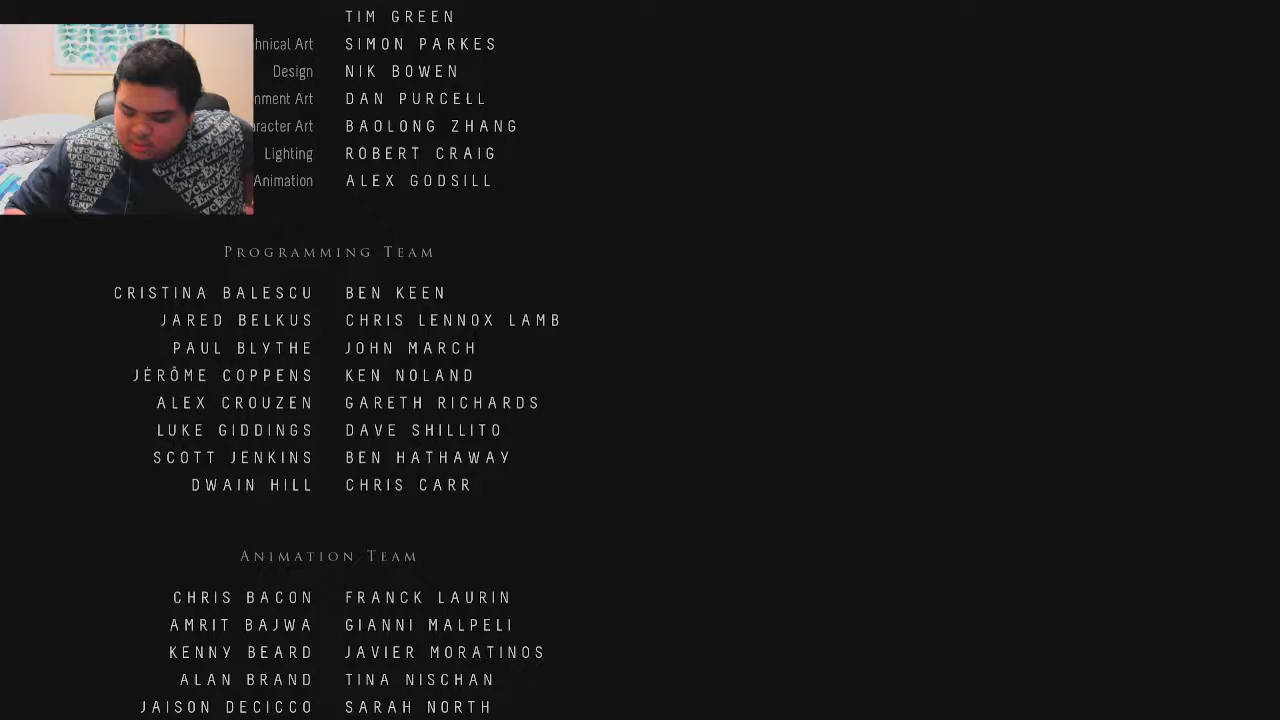 TIM GREEN
hnical Art SIMON PARKES
Design NIK BOWEN
nment Art DAN PURCELL
aracter Art BAOLONG ZHANG
Lighting ROBERT CRAIG
Animation ALEX GODSILL
PROGRAMMING TEAM
CRISTINA BALESCU BEN KEEN
JARED BELKUS CHRIS LENNOX LAMB
PAUL BLYTHE JOHN MARCH
JÉRÔME COPPENS KEN NOLAND
ALEX CROUZEN GARETH RICHARDS
LUKE GIDDINGS DAVE SHILLITO
SCOTT JENKINS BEN HATHAWAY
DWAIN HILL CHRIS CARR
ANIMATION TEAM
CHRIS BACON FRANCK LAURIN
AMRIT BAJWA GIANNI MALPELI
KENNY BEARD JAVIER MORATINOS
ALAN BRAND TINA NISCHAN
JAISON DECICCO SARAH NORTH